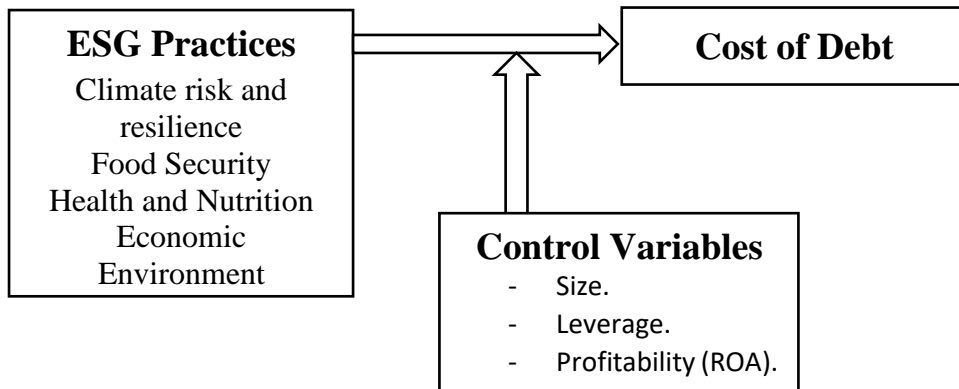 ESG Practices
Climate risk and
resilience
Food Security
Health and Nutrition
Economic
Environment
Cost of Debt
Control Variables
- Size.
- Leverage.
- Profitability (ROA).